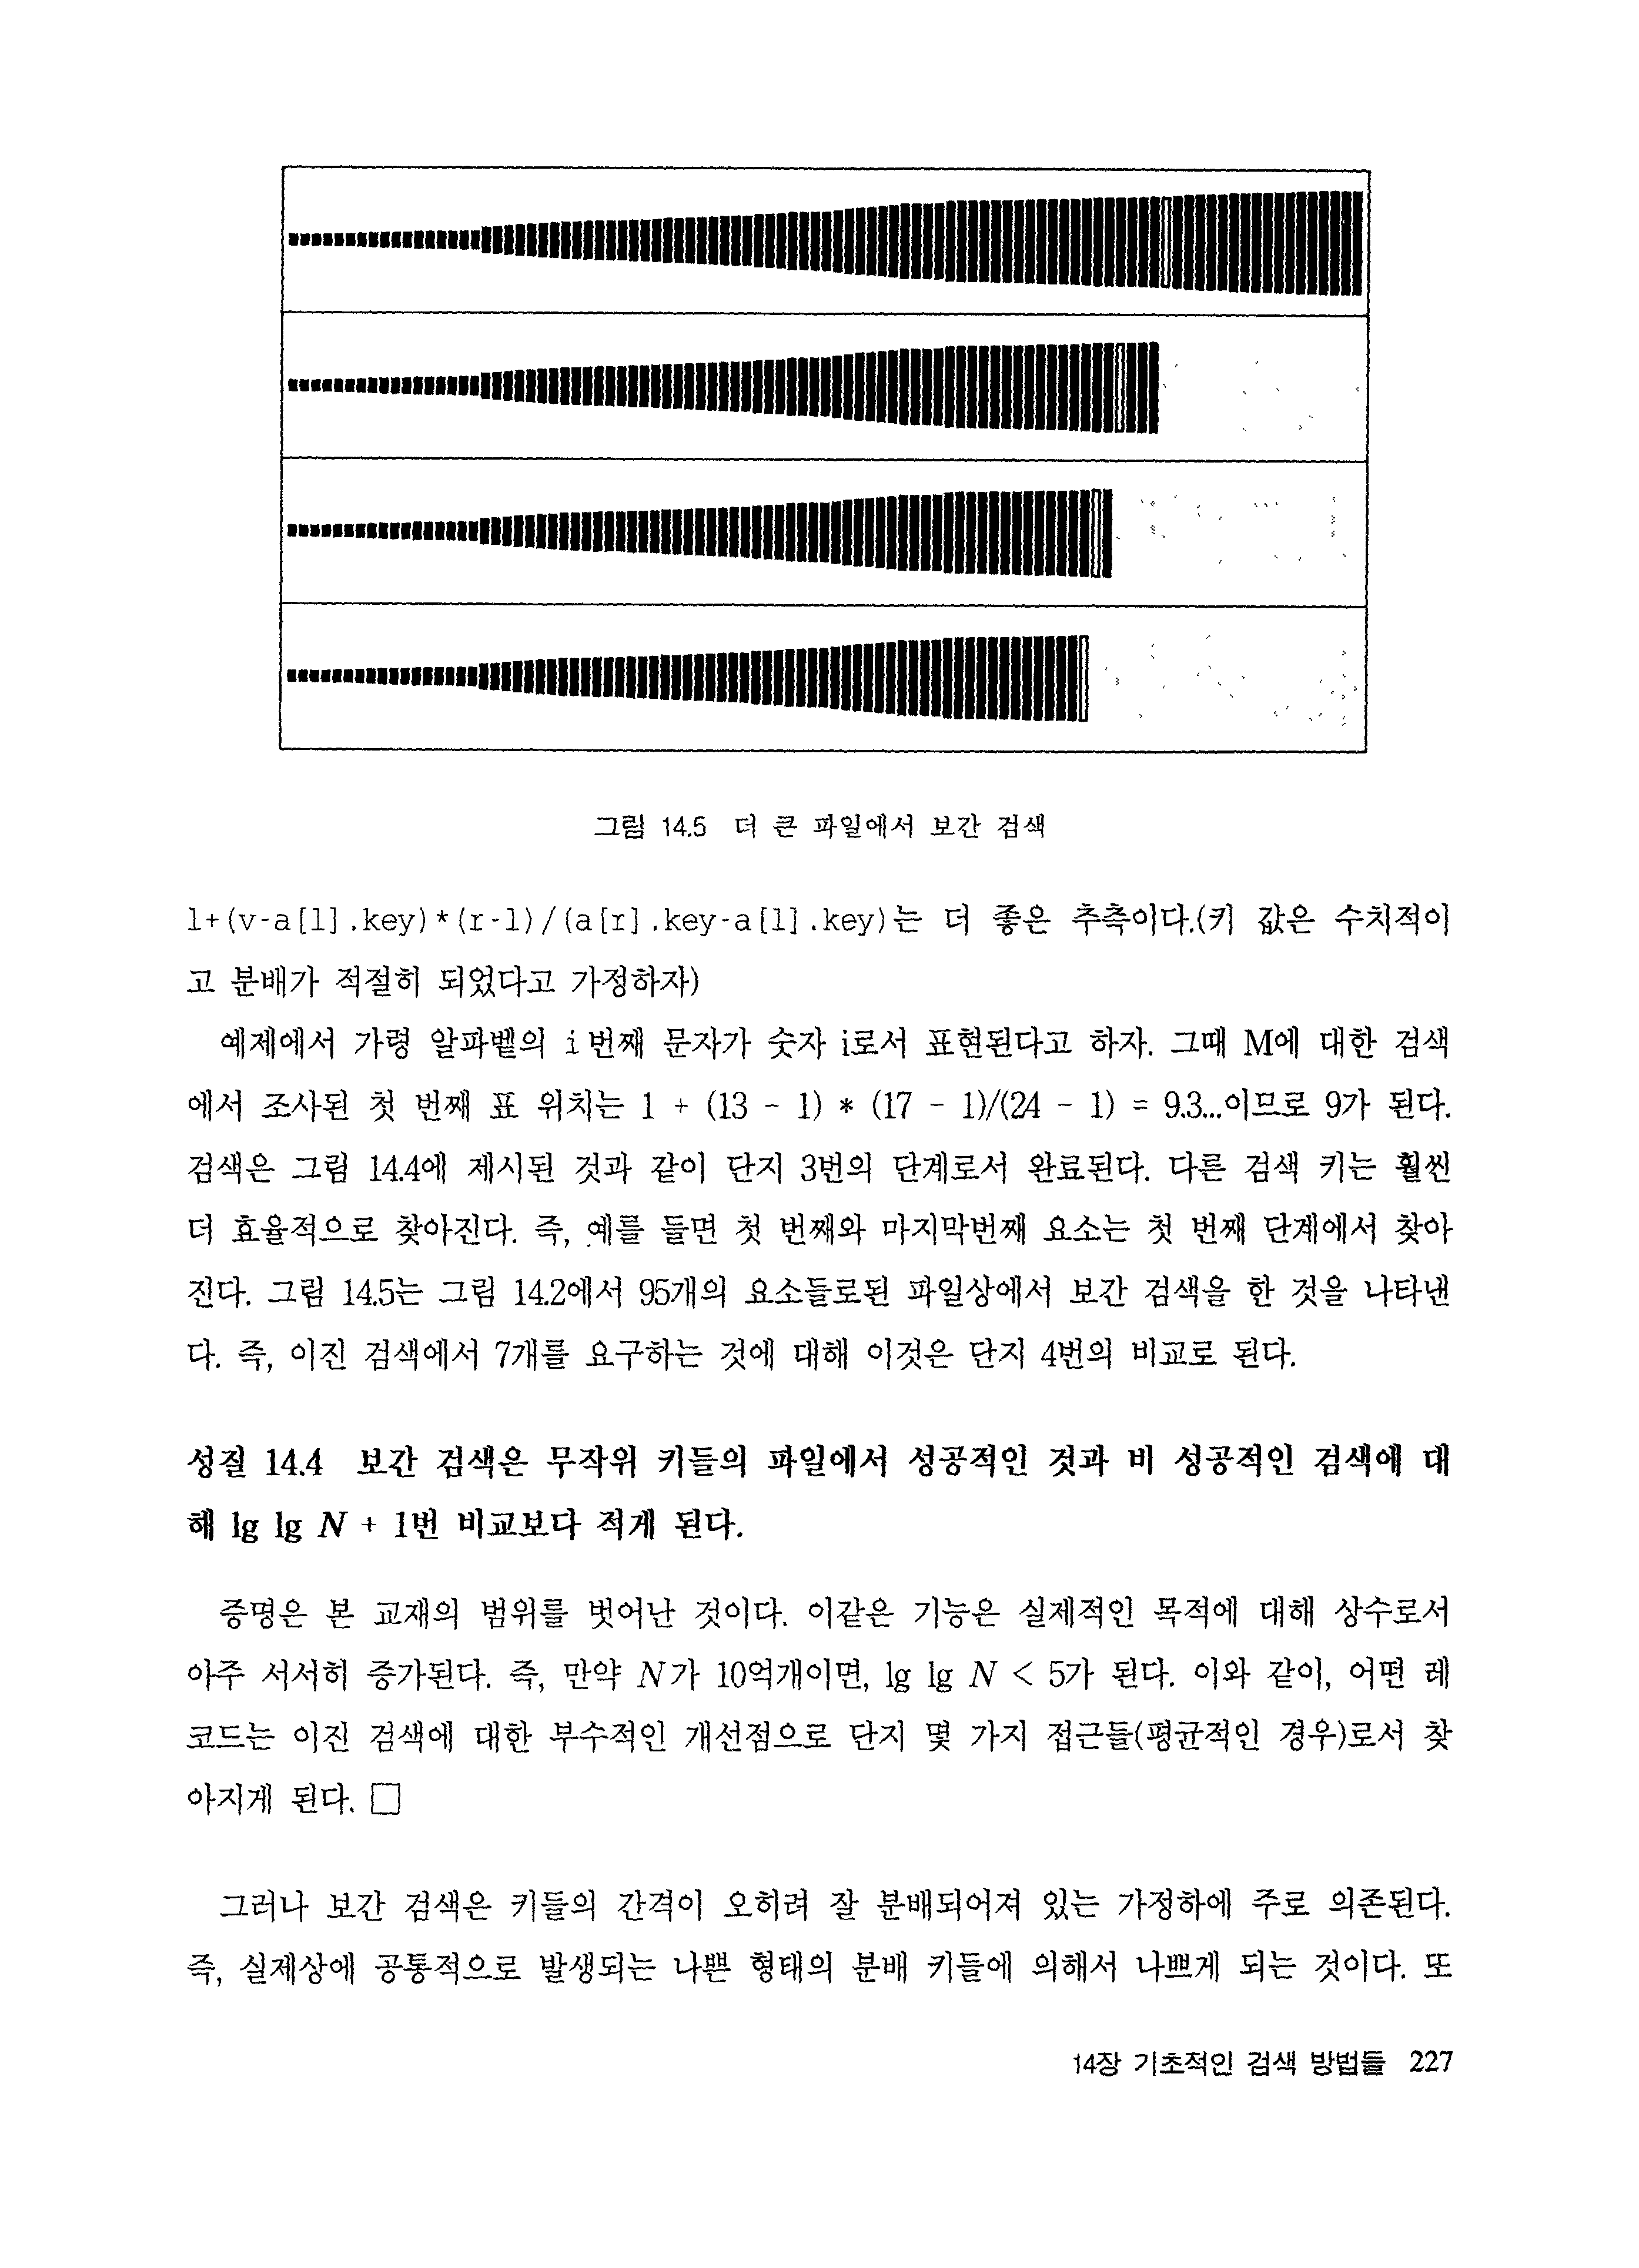 그림 14.5 더 큰 파일에서 보간 검색
l+(v-a[l].key)*(r-l)/(a[r].key-a[l].key)는 더 좋은 추측이다.(키 값은 수치적이
고 분배가 적절히 되었다고 가정하자)
예제에서 가령 알파벹의 i번째 문자가 숫자 i로서 표현된다고 하자. 그때 M에 대한 검색
에서 조사된 첫 번째 표 위치는 1 + (13 - 1) * (17 - 1)/(24 - 1) = 9.3...이므로 9가 된다.
검색은 그림 14.4에 제시된 것과 같이 단지 3번의 단계로서 완료된다. 다른 검색 키는 훨씬
더 효율적으로 찾아진다. 즉, 예를 들면 첫 번째와 마지막번째 요소는 첫 번째 단계에서 찾아
진다. 그림 14.5는 그림 14.2에서 95개의 요소들로된 파일상에서 보간 검색을 한 것을 나타낸
다. 즉, 이진 검색에서 7개를 요구하는 것에 대해 이것은 단지 4번의 비교로 된다.
성질 14.4 보간 검색은 무작위 키들의 파일에서 성공적인 것과 비 성공적인 검색에 대
해 lg lg N + 1번 비교보다 적게 된다.
증명은 본 교재의 범위를 벗어난 것이다. 이같은 기능은 실제적인 목적에 대해 상수로서
아주 서서히 증가된다. 즉, 만약 N가 10억개이면, lg lg N < 5가 된다. 이와 같이, 어떤 레
코드는 이진 검색에 대한 부수적인 개선점으로 단지 몇 가지 접근들(평균적인 경우)로서 찾
아지게 된다. □
그러나 보간 검색은 키들의 간격이 오히려 잘 분배되어져 있는 가정하에 주로 의존된다.
즉, 실제상에 공통적으로 발생되는 나쁜 형태의 분배 키들에 의해서 나쁘게 되는 것이다. 또
14장 기초적인 검색 방법들 227